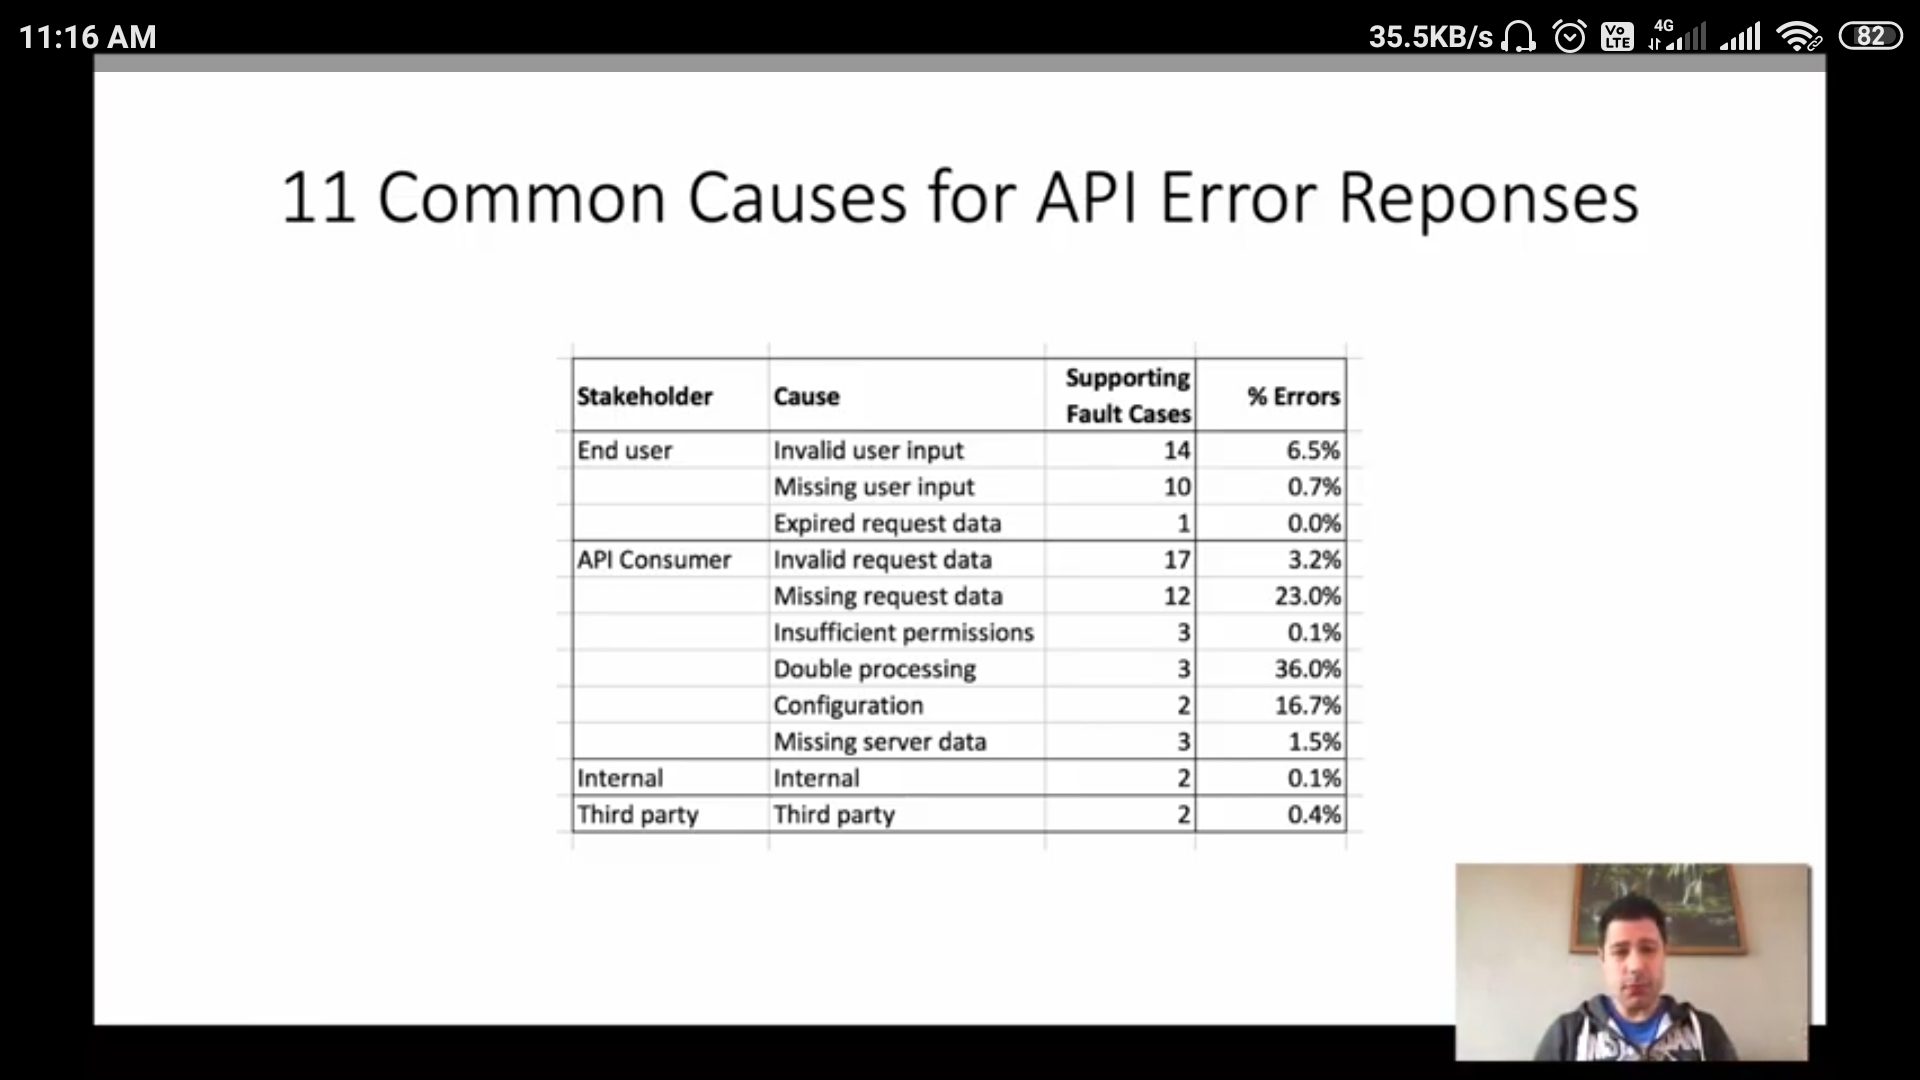 11:16 AM
35.5KB/s
Vo
LTE
4G
82
11 Common Causes for API Error Reponses
Stakeholder Cause Supporting Fault Cases % Errors
End user Invalid user input 14 6.5%
Missing user input 10 0.7%
Expired request data 1 0.0%
API Consumer Invalid request data 17 3.2%
Missing request data 12 23.0%
Insufficient permissions 3 0.1%
Double processing 3 36.0%
Configuration 2 16.7%
Missing server data 3 1.5%
Internal Internal 2 0.1%
Third party Third party 2 0.4%